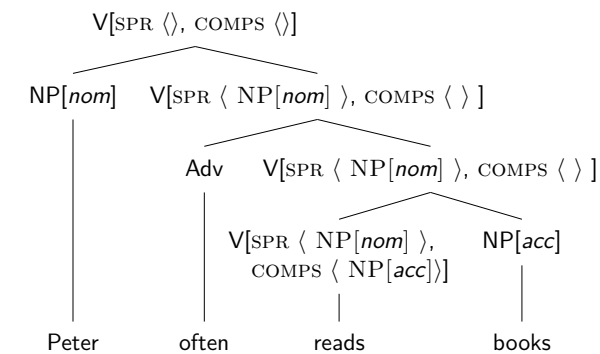 V[SPR ⟨⟩, COMPS ⟨⟩]
NP[nom] V[SPR ⟨ NP[nom] ⟩, COMPS ⟨ ⟩ ]
Adv V[SPR ⟨ NP[nom] ⟩, COMPS ⟨ ⟩ ]
V[SPR ⟨ NP[nom] ⟩, NP[acc]
COMPS ⟨ NP[acc]⟩]
Peter often reads books